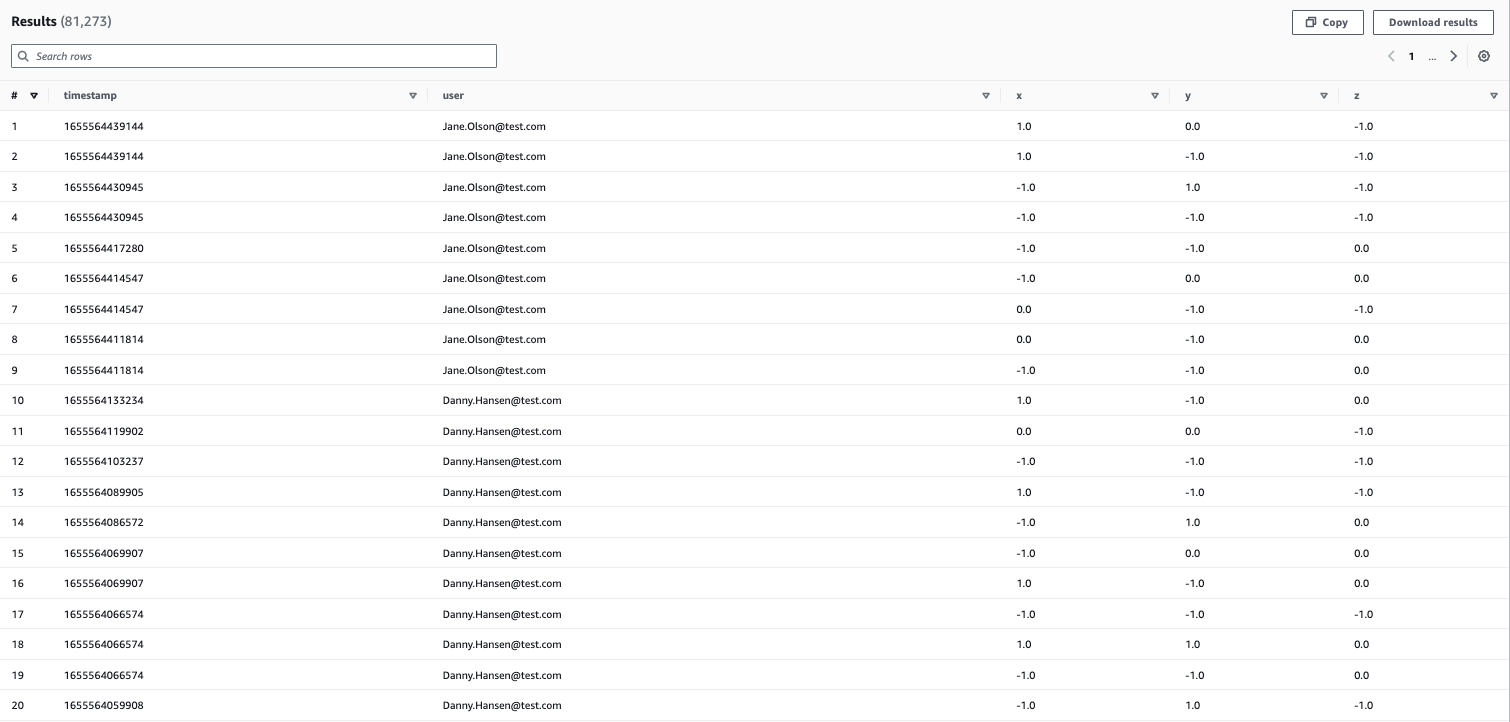 Results (81,273)
Copy
Download results
Search rows
1 ...
# timestamp user x y z
1 1655564439144 Jane.Olson@test.com 1.0 0.0 -1.0
2 1655564439144 Jane.Olson@test.com 1.0 -1.0 -1.0
3 1655564430945 Jane.Olson@test.com -1.0 1.0 -1.0
4 1655564430945 Jane.Olson@test.com -1.0 -1.0 -1.0
5 1655564417280 Jane.Olson@test.com -1.0 -1.0 0.0
6 1655564414547 Jane.Olson@test.com -1.0 0.0 0.0
7 1655564414547 Jane.Olson@test.com 0.0 -1.0 -1.0
8 1655564411814 Jane.Olson@test.com 0.0 -1.0 0.0
9 1655564411814 Jane.Olson@test.com -1.0 -1.0 0.0
10 1655564133234 Danny.Hansen@test.com 1.0 -1.0 0.0
11 1655564119902 Danny.Hansen@test.com 0.0 0.0 -1.0
12 1655564103237 Danny.Hansen@test.com -1.0 -1.0 -1.0
13 1655564089905 Danny.Hansen@test.com 1.0 -1.0 -1.0
14 1655564086572 Danny.Hansen@test.com -1.0 1.0 0.0
15 1655564069907 Danny.Hansen@test.com -1.0 0.0 0.0
16 1655564069907 Danny.Hansen@test.com 1.0 -1.0 0.0
17 1655564066574 Danny.Hansen@test.com -1.0 -1.0 -1.0
18 1655564066574 Danny.Hansen@test.com 1.0 1.0 0.0
19 1655564066574 Danny.Hansen@test.com -1.0 -1.0 0.0
20 1655564059908 Danny.Hansen@test.com -1.0 1.0 -1.0